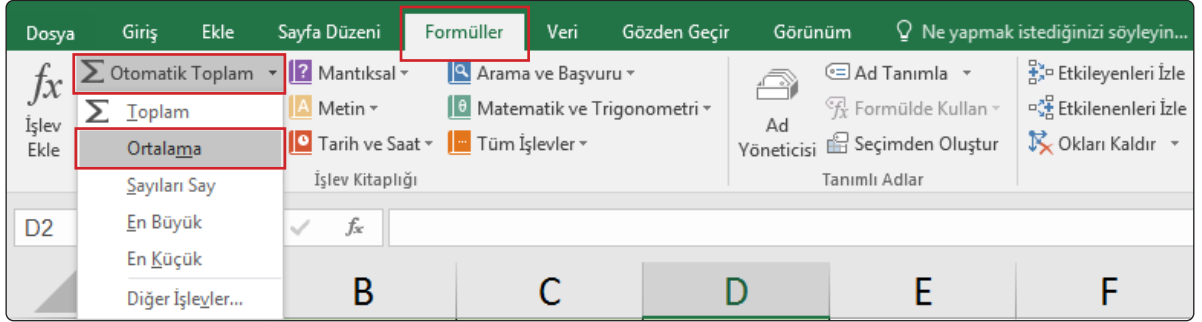 Dosya Giriş Ekle Sayfa Düzeni Formüller Veri Gözden Geçir Görünüm Ne yapmak istediğinizi söyleyin...
fx
İşlev
Ekle
Σ Otomatik Toplam
Σ Toplam
Ortalama
Sayıları Say
En Büyük
En Küçük
Diğer İşlevler...
Mantıksal
Metin
Tarih ve Saat
Arama ve Başvuru
Matematik ve Trigonometri
Tüm İşlevler
İşlev Kitaplığı
Ad
Yöneticisi
Ad Tanımla
Formülde Kullan
Seçimden Oluştur
Tanımlı Adlar
Etkileyenleri İzle
Etkilenenleri İzle
Okları Kaldır
D2 fx
B C D E F